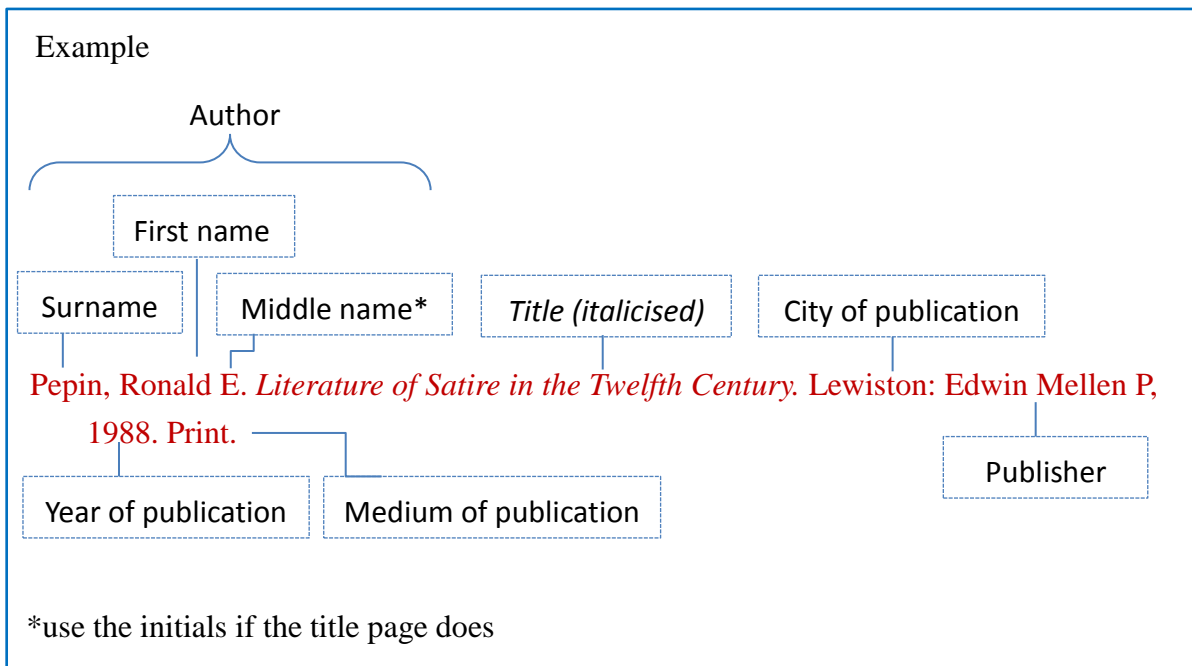 Example
Author
First name
Surname
Middle name*
Title (italicised)
City of publication
Pepin, Ronald E. Literature of Satire in the Twelfth Century. Lewiston: Edwin Mellen P,
1988. Print.
Publisher
Year of publication
Medium of publication
*use the initials if the title page does